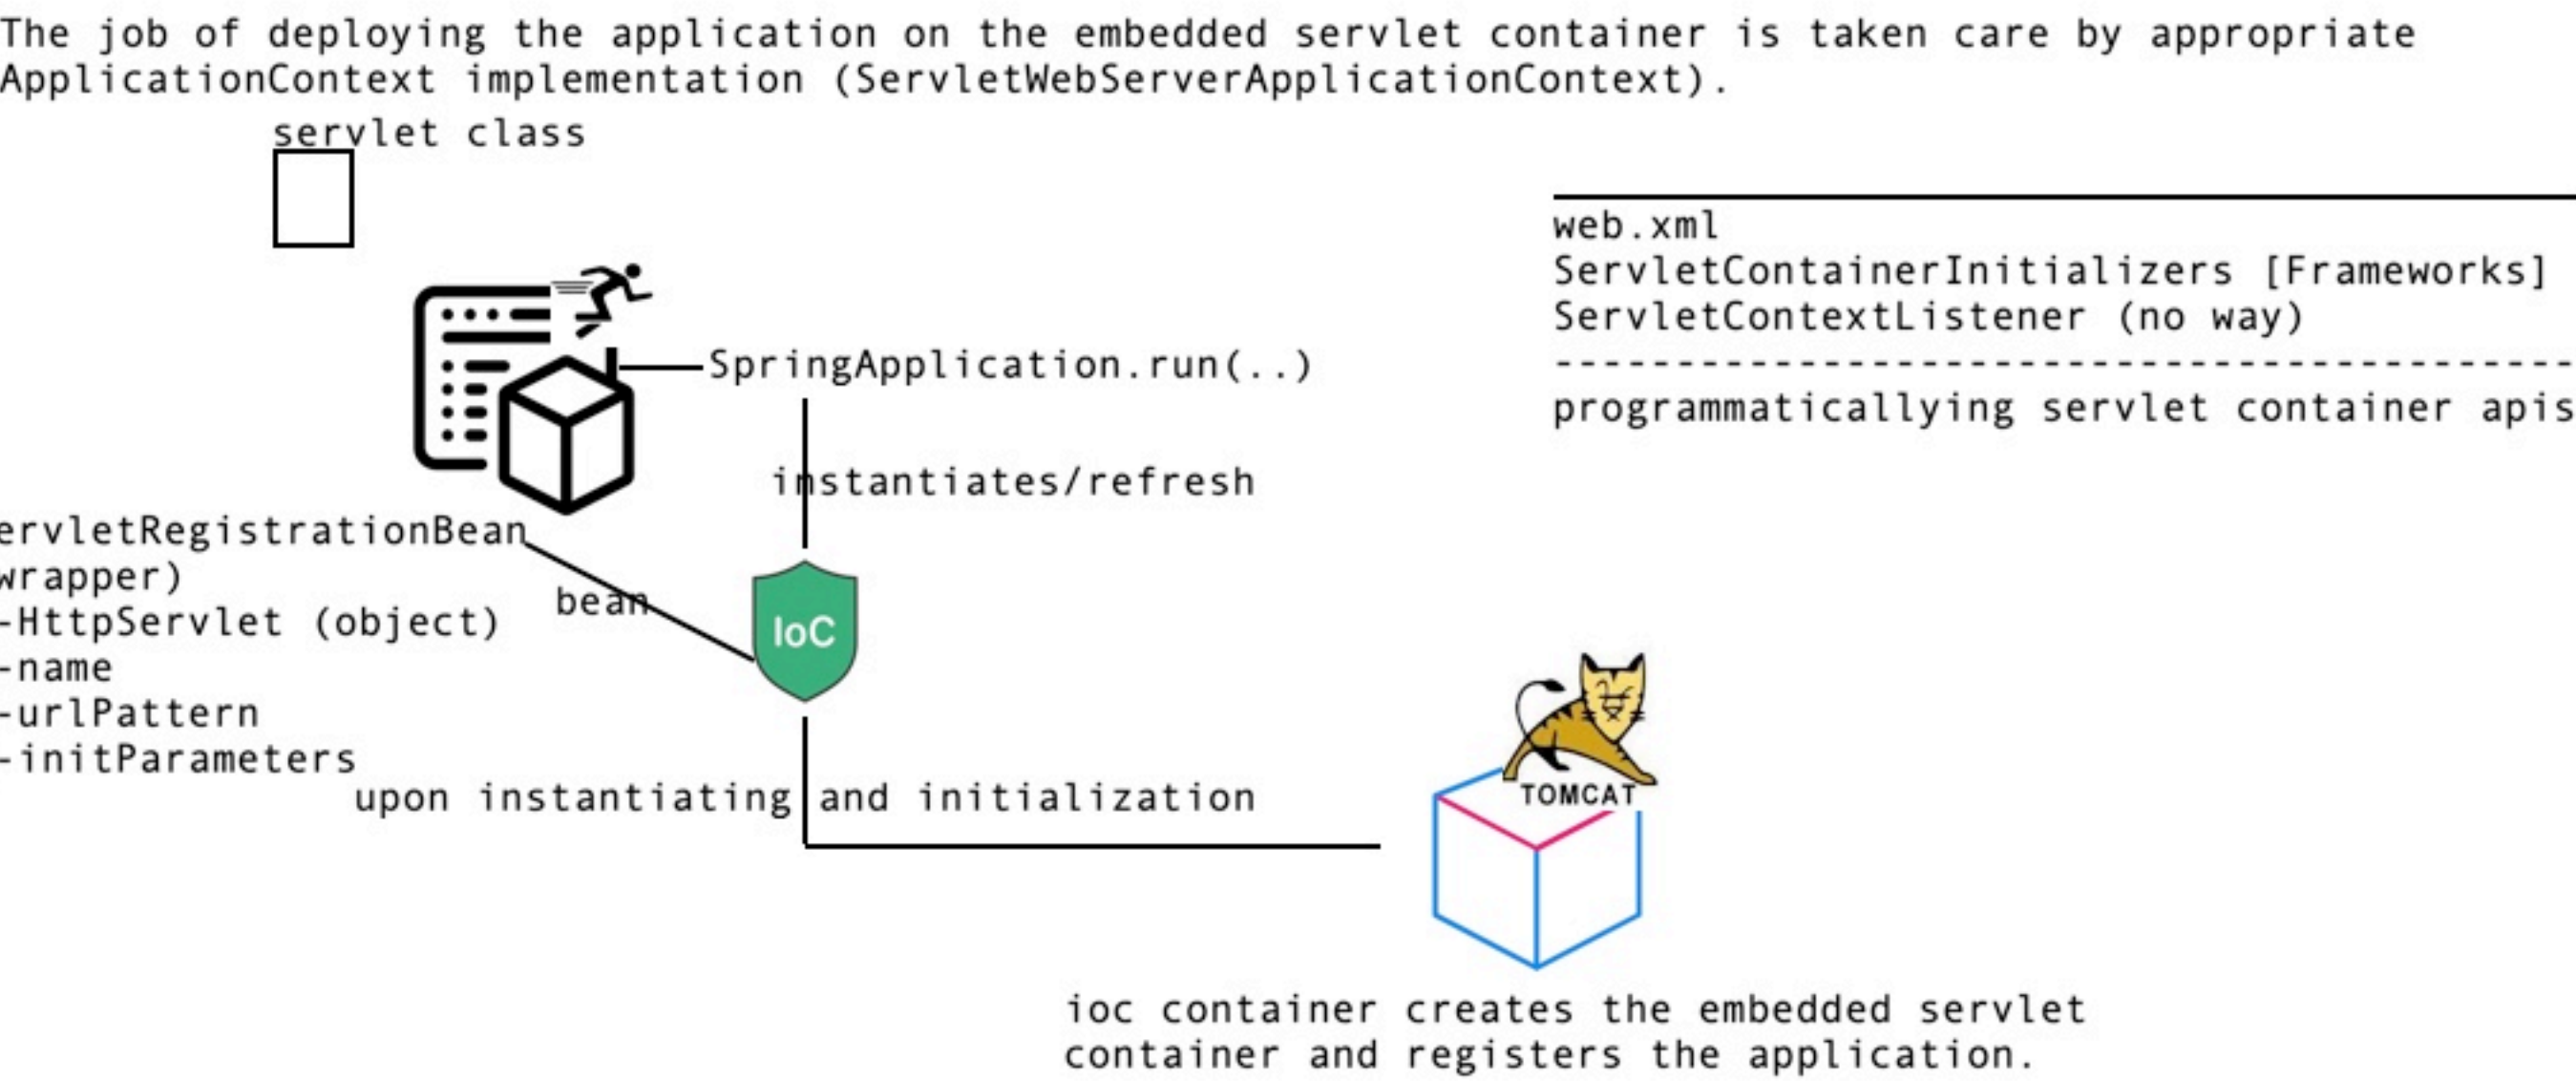 The job of deploying the application on the embedded servlet container is taken care by appropriate
ApplicationContext implementation (ServletWebServerApplicationContext).
servlet class
web.xml
ServletContainerInitializers [Frameworks]
ServletContextListener (no way)
-------------------------------------------
programmaticallying servlet container apis
SpringApplication.run(..)
instantiates/refresh
ervletRegistrationBean
wrapper)
-HttpServlet (object)
-name
-urlPattern
-initParameters
bean
IoC
upon instantiating and initialization
TOMCAT
ioc container creates the embedded servlet
container and registers the application.